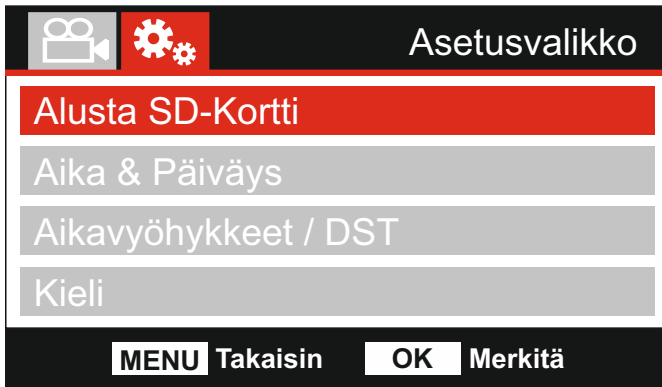 Asetusvalikko
Alusta SD-Kortti
Aika & Päiväys
Aikavyöhykkeet / DST
Kieli
MENU Takaisin OK Merkitä